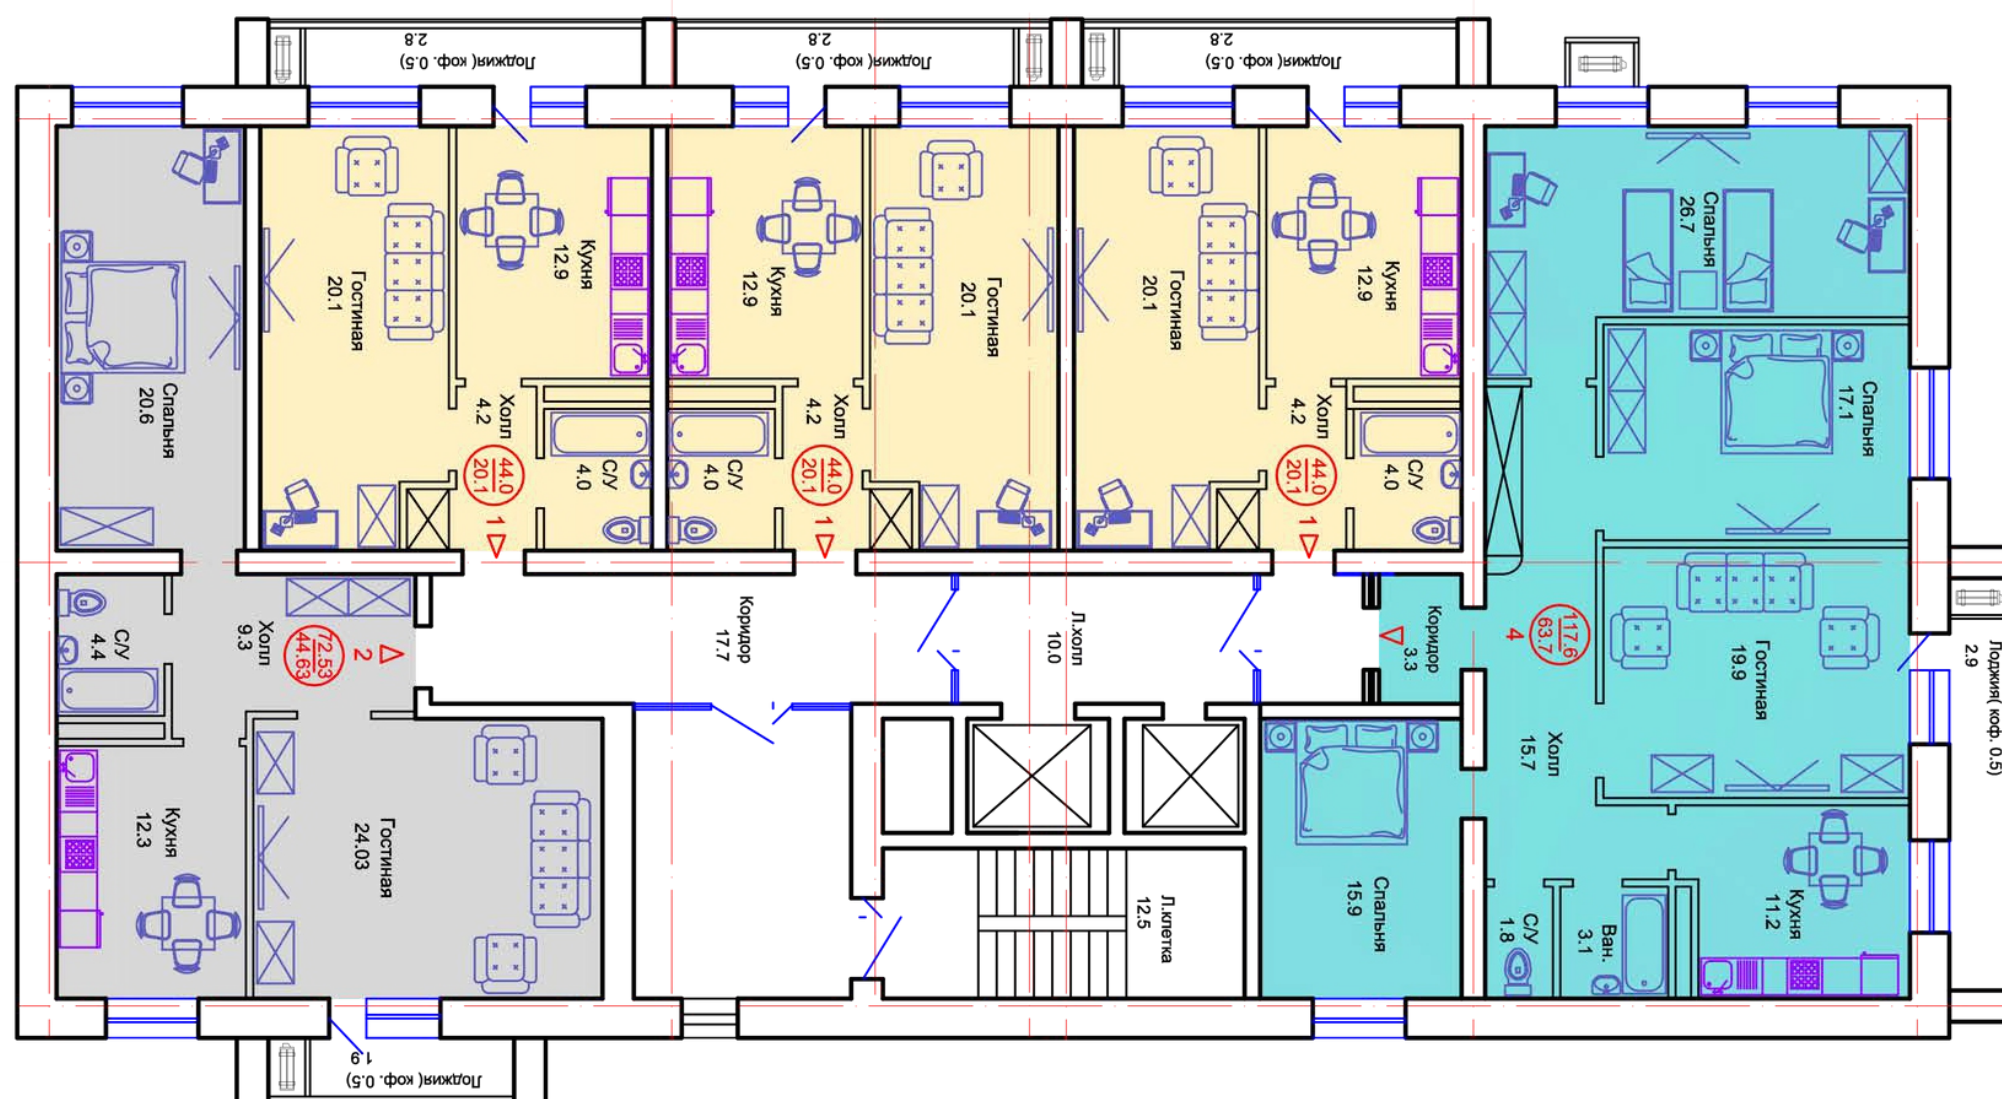 Лоджия( коф. 0.5)
2.8
Лоджия( коф. 0.5)
2.8
Лоджия( коф. 0.5)
2.8
Спальня
20.6
Гостиная
20.1
Кухня
12.9
Холл
4.2
С/У
4.0
44.0
20.1
1
Кухня
12.9
Гостиная
20.1
Холл
4.2
С/У
4.0
44.0
20.1
1
Гостиная
20.1
Кухня
12.9
Холл
4.2
С/У
4.0
44.0
20.1
1
Спальня
26.7
Спальня
17.1
Гостиная
19.9
Лоджия( коф. 0.5)
2.9
117.6
63.7
4
Коридор
3.3
Холл
15.7
Л.холл
10.0
Коридор
17.7
72.53
44.63
2
Холл
9.3
С/У
4.4
Кухня
12.3
Гостиная
24.03
Л.клетка
12.5
Спальня
15.9
С/У
1.8
Ван.
3.1
Кухня
11.2
Лоджия( коф. 0.5)
1.9